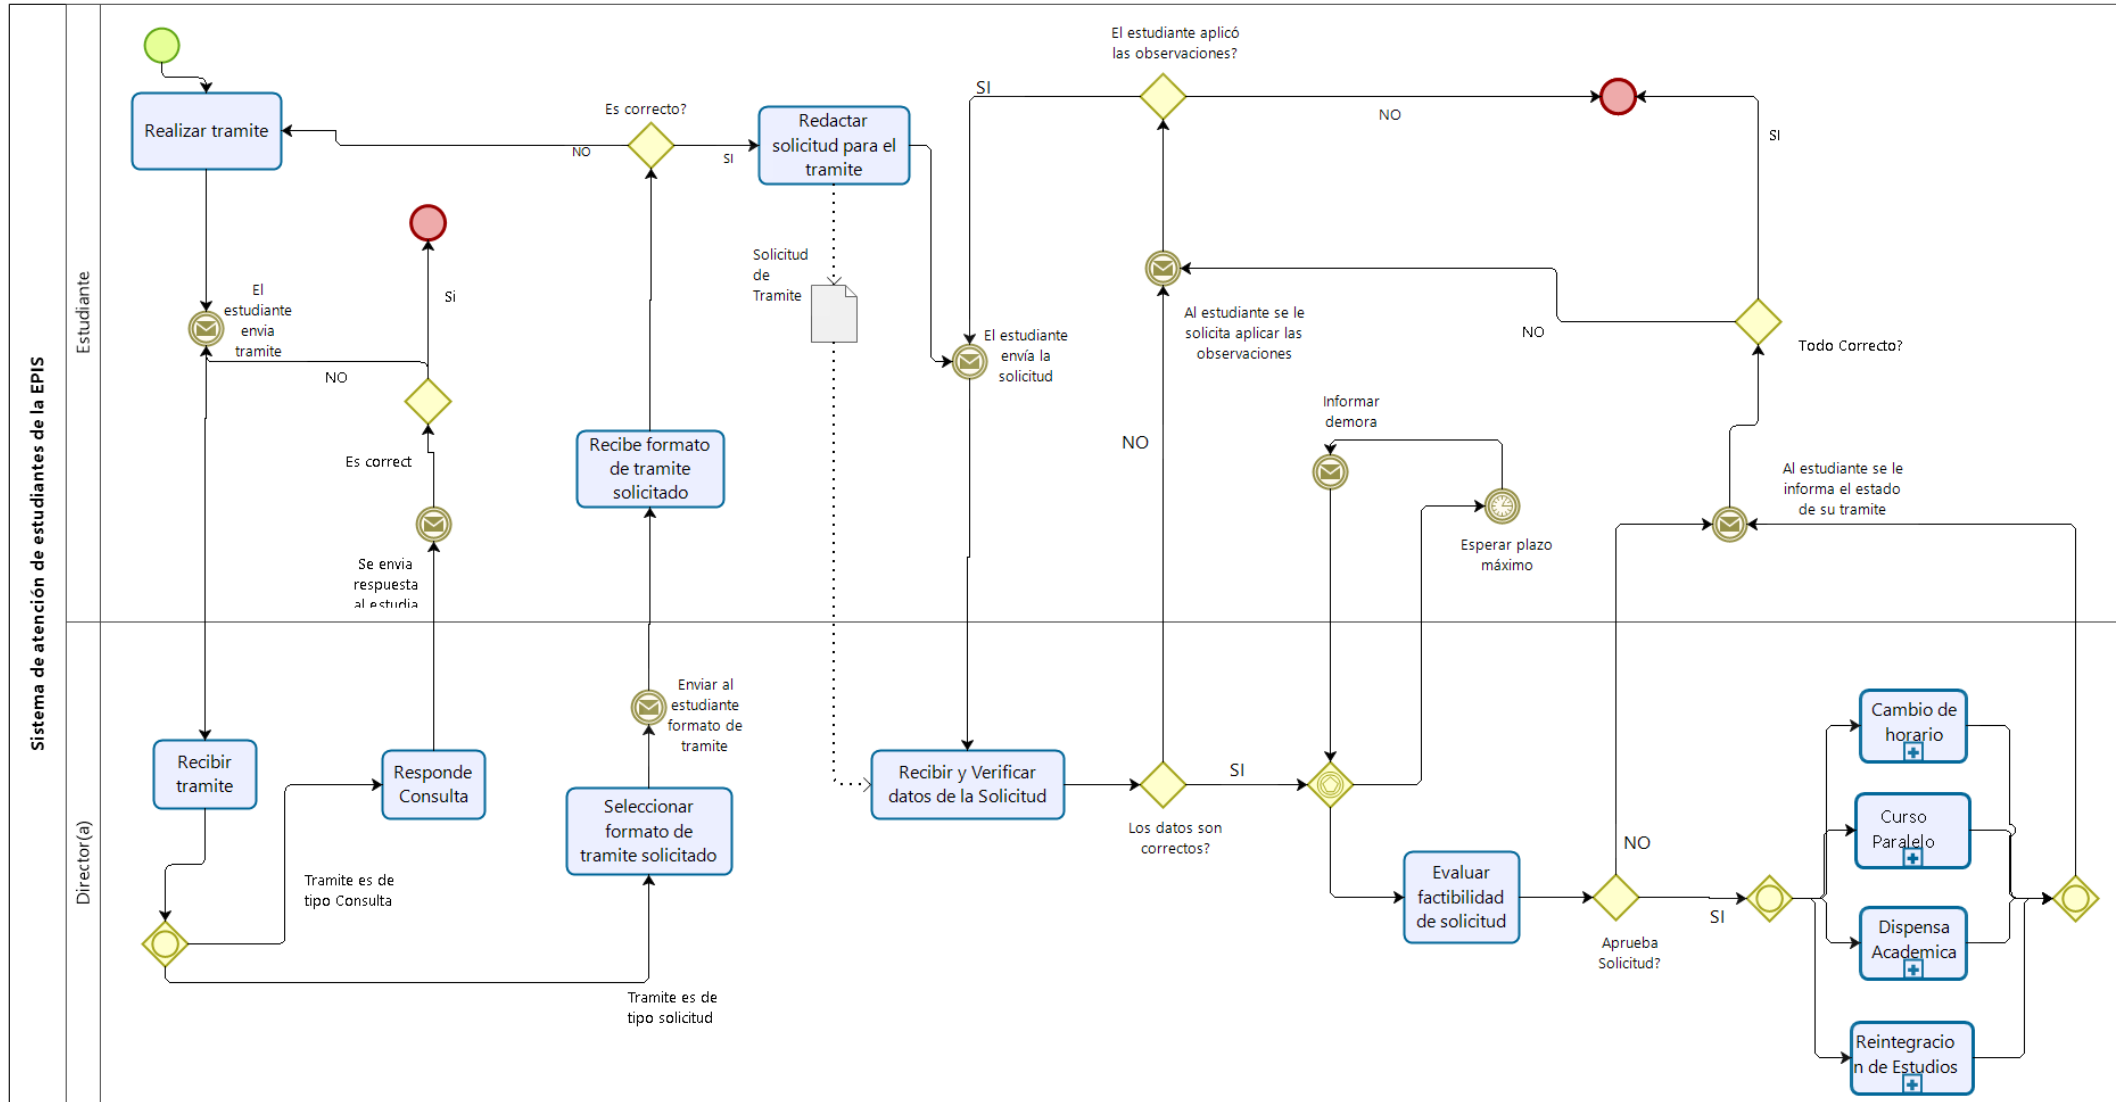 Sistema de atención de estudiantes de la EPIS
Estudiante
Director(a)
Realizar tramite
El
estudiante
envia
tramite
NO
Si
Es correct
Se envia
respuesta
al estudia
Es correcto?
NO
SI
Redactar
solicitud para el
tramite
Solicitud
de
Tramite
Recibe formato
de tramite
solicitado
El estudiante
envía la
solicitud
El estudiante aplicó
las observaciones?
SI
NO
Al estudiante se le
solicita aplicar las
observaciones
NO
SI
NO
Todo Correcto?
Informar
demora
Esperar plazo
máximo
Al estudiante se le
informa el estado
de su tramite
Recibir
tramite
Responde
Consulta
Tramite es de
tipo Consulta
Tramite es de
tipo solicitud
Enviar al
estudiante
formato de
tramite
Seleccionar
formato de
tramite solicitado
Recibir y Verificar
datos de la Solicitud
SI
Los datos son
correctos?
Evaluar
factibilidad
de solicitud
NO
SI
Aprueba
Solicitud?
Cambio de
horario
Curso
Paralelo
Dispensa
Academica
Reintegracio
n de Estudios